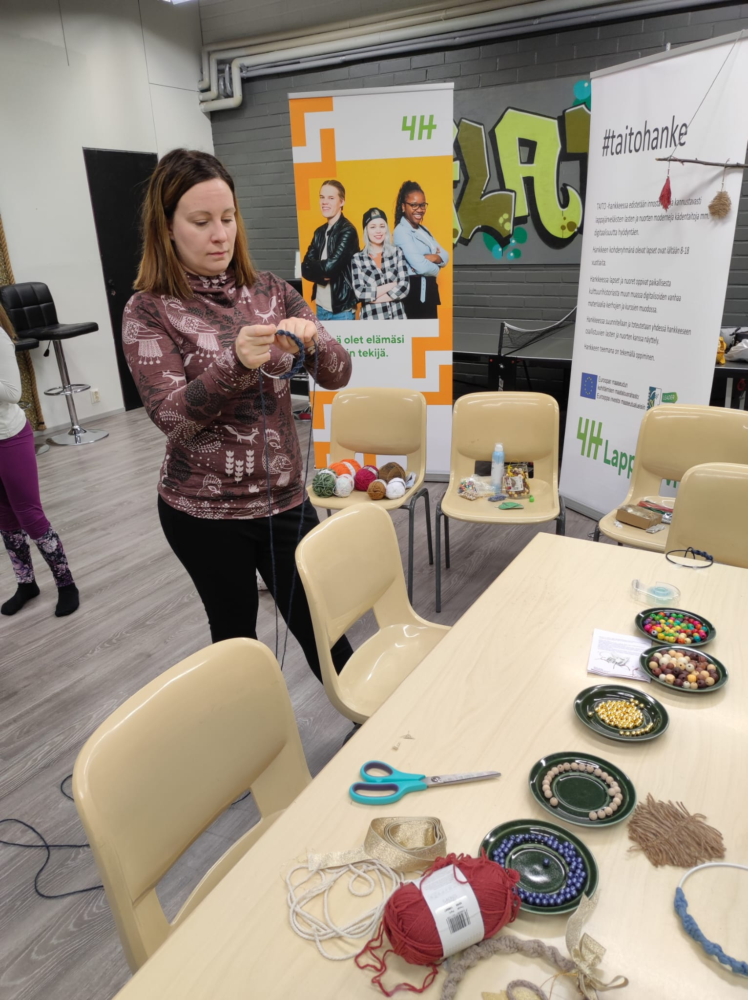 4H
olet elämäsi
in tekijä.
ELA
#taitohanke
TAITO -hankkeessa edistetään kannustavasti
lappajärveläisten lasten ja nuorten moderneja kädentaitoja mm.
digitaalisuutta hyödyntäen.
Hankkeen kohderyhmänä olevat lapset ovat iältään 8-18
vuotiaita.
Hankkeessa lapset ja nuoret oppivat paikallisesta
kulttuurihistoriasta muun muassa digitalisoiden vanhaa
materiaalia kerhojen ja kurssien muodossa.
Hankkeessa suunnitellaan ja toteutetaan yhdessä hankkeeseen
osallistuvien lasten ja nuorten kanssa näyttely.
Hankkeen teemana on tekemällä oppiminen.
Euroopan maaseudun
kehittämisen maatalousrahasto:
Eurooppa investoi maaseutualueisiin
LEADER
4H Lapp